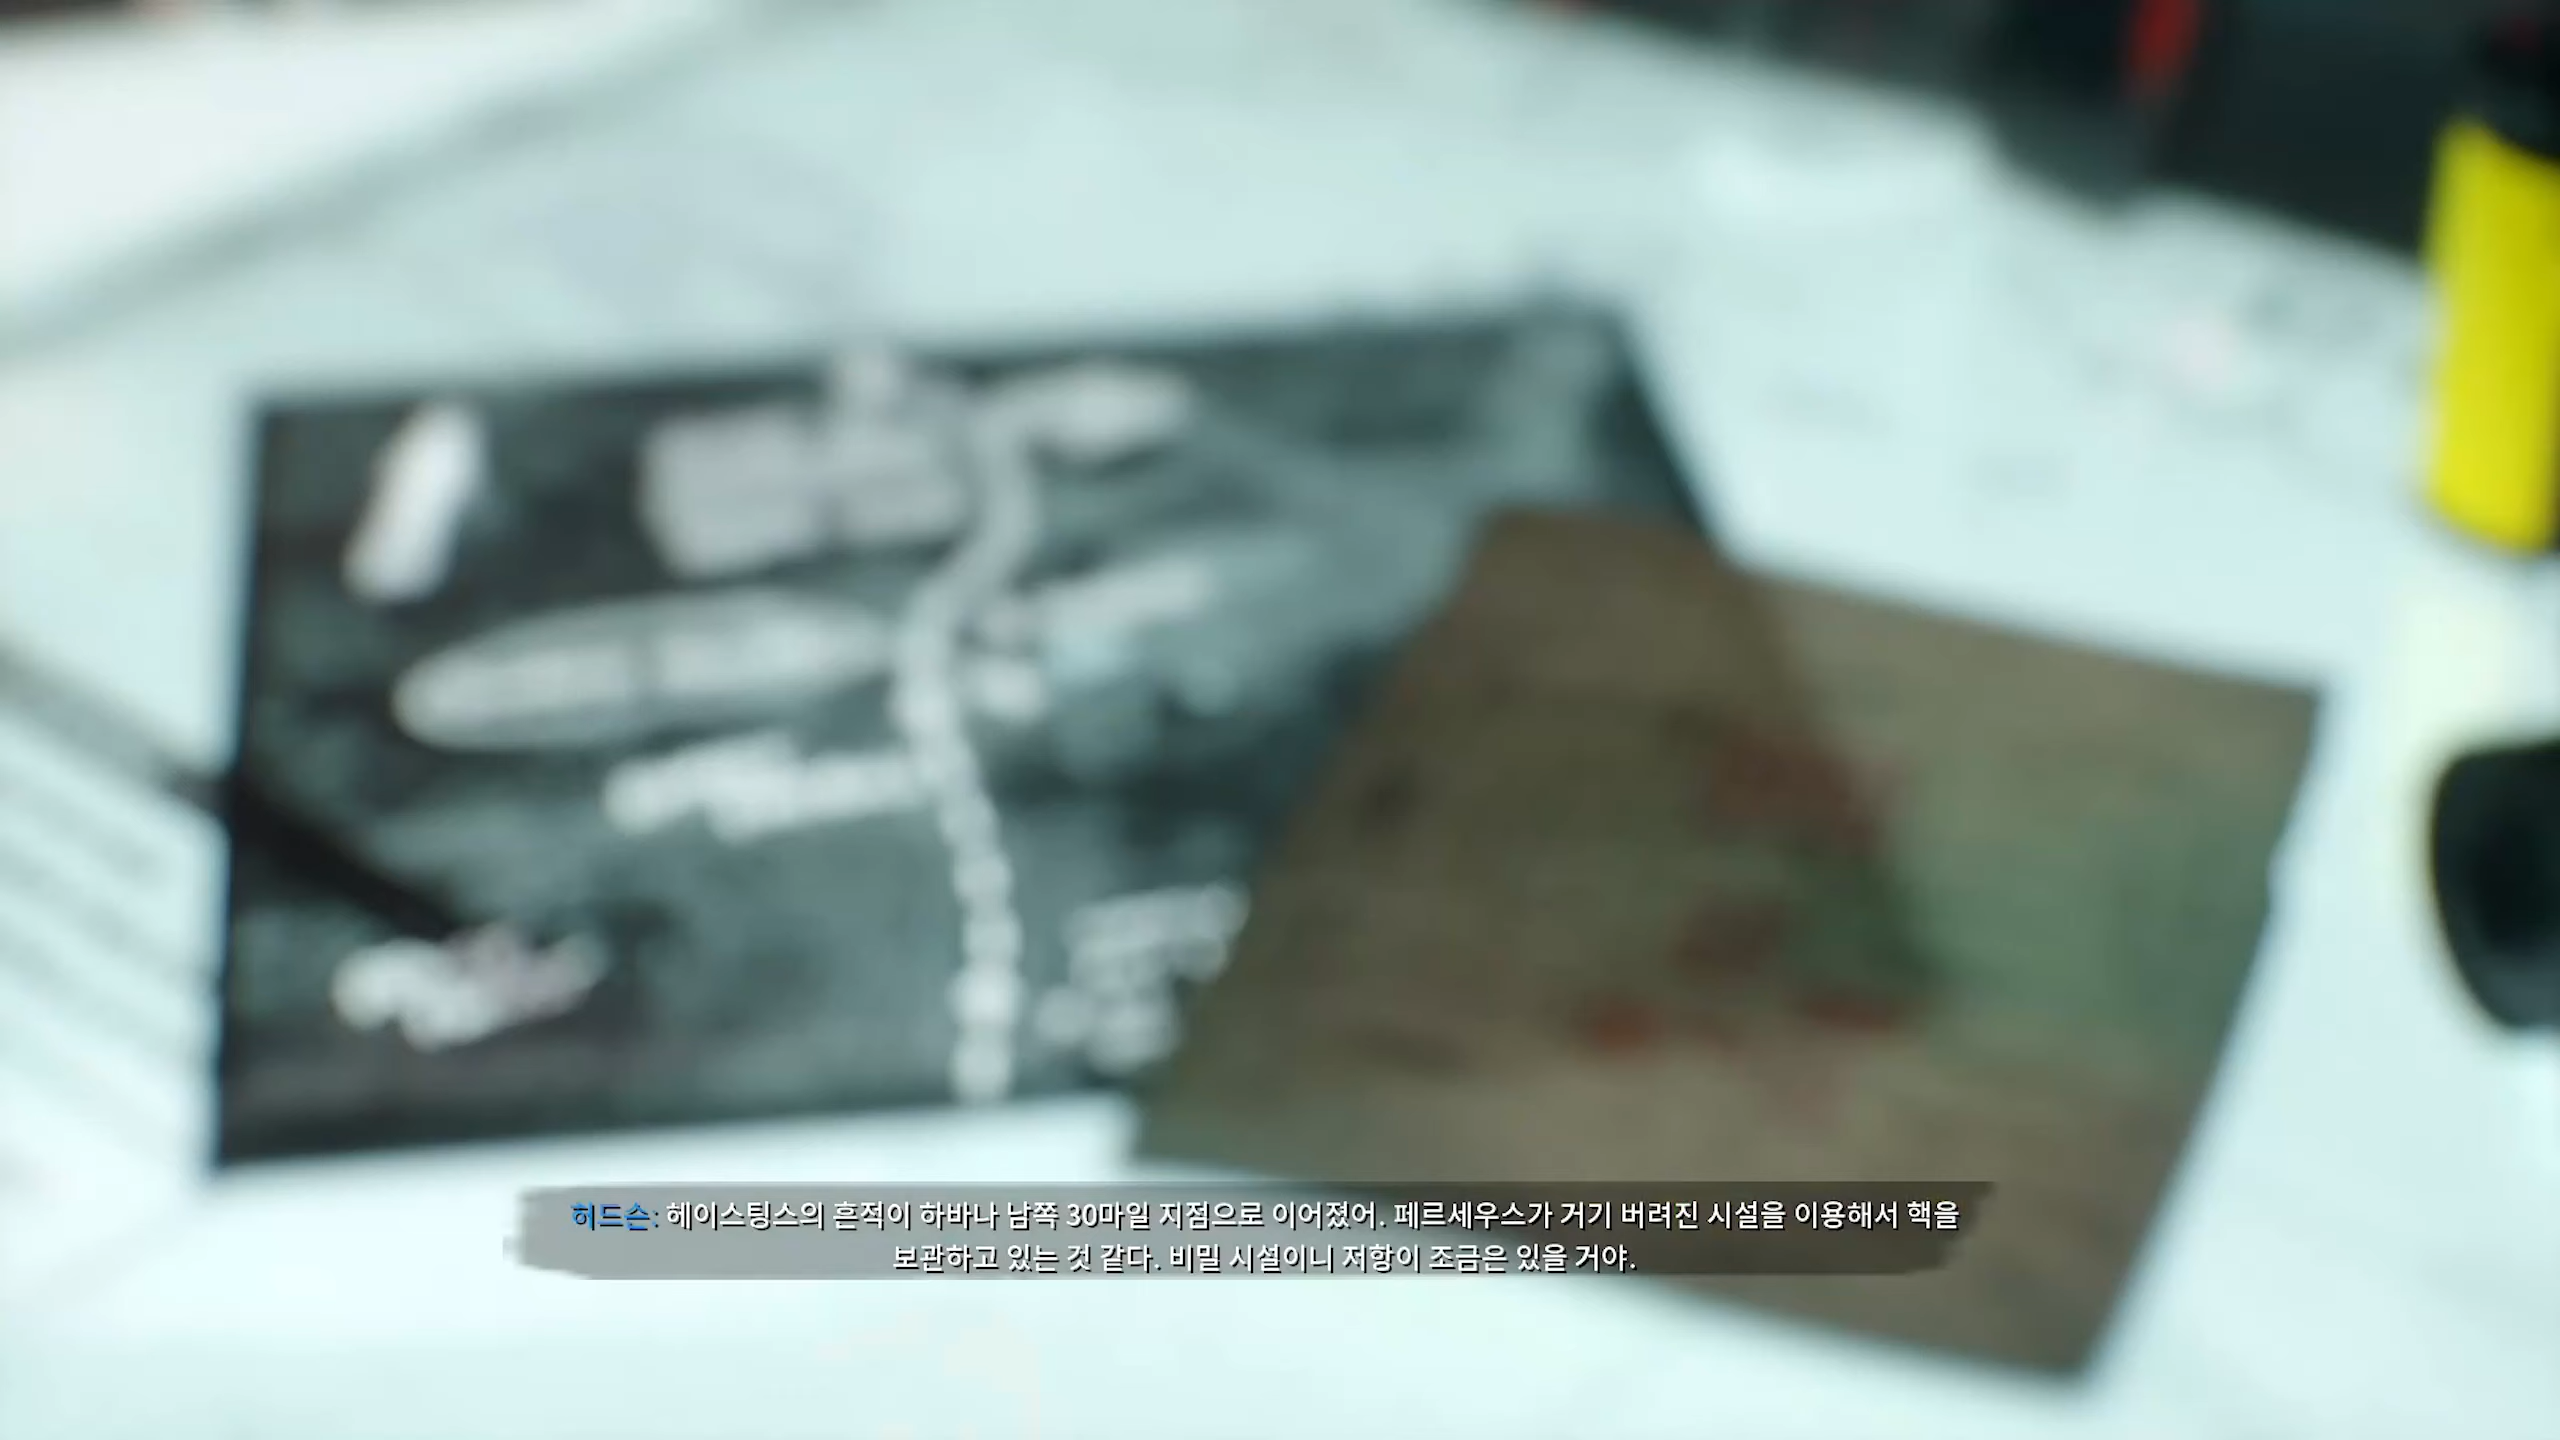 허드슨: 헤이스팅스의 흔적이 하바나 남쪽 30마일 지점으로 이어졌어. 페르세우스가 거기 버려진 시설을 이용해서 핵을
보관하고 있는 것 같다. 비밀 시설이니 저항이 조금은 있을 거야.